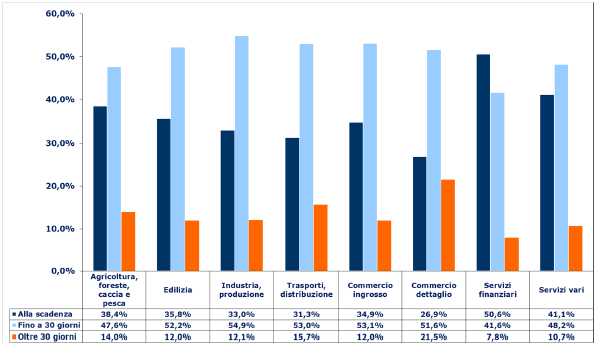 60,0%
50,0%
40,0%
30,0%
20,0%
10,0%
0,0%
Agricoltura, foreste, caccia e pesca Edilizia Industria, produzione Trasporti, distribuzione Commercio ingrosso Commercio dettaglio Servizi finanziari Servizi vari
Alla scadenza 38,4% 35,8% 33,0% 31,3% 34,9% 26,9% 50,6% 41,1%
Fino a 30 giorni 47,6% 52,2% 54,9% 53,0% 53,1% 51,6% 41,6% 48,2%
Oltre 30 giorni 14,0% 12,0% 12,1% 15,7% 12,0% 21,5% 7,8% 10,7%